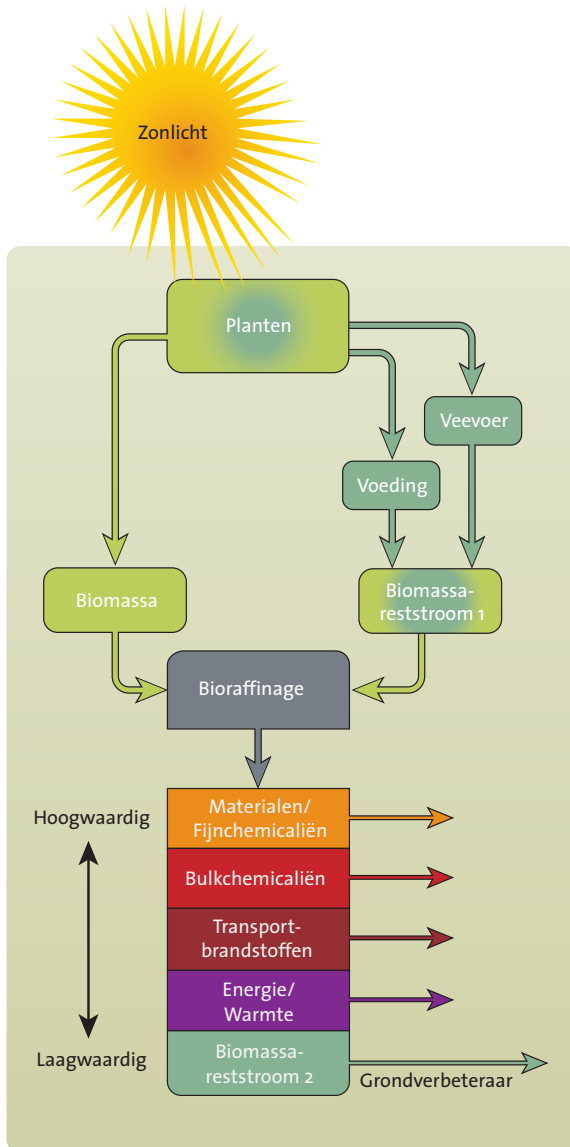 Zonlicht
Planten
Veevoer
Voeding
Biomassa
Biomassa-
reststroom 1
Bioraffinage
Hoogwaardig
Materialen/
Fijnchemicaliën
Bulkchemicaliën
Transport-
brandstoffen
Energie/
Warmte
Laagwaardig
Biomassa-
reststroom 2
Grondverbeteraar